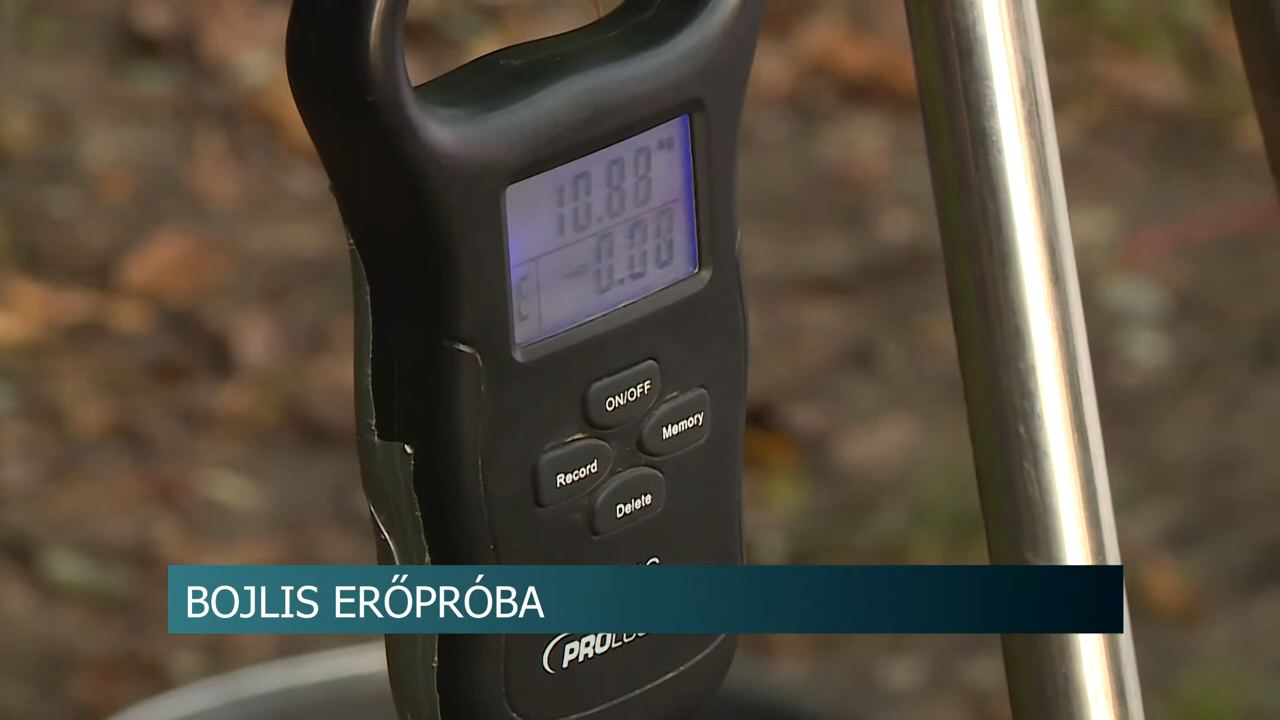 10.88 kg
-0.00
E
ON/OFF
Memory
Record
Delete
BOJLIS ERŐPRÓBA